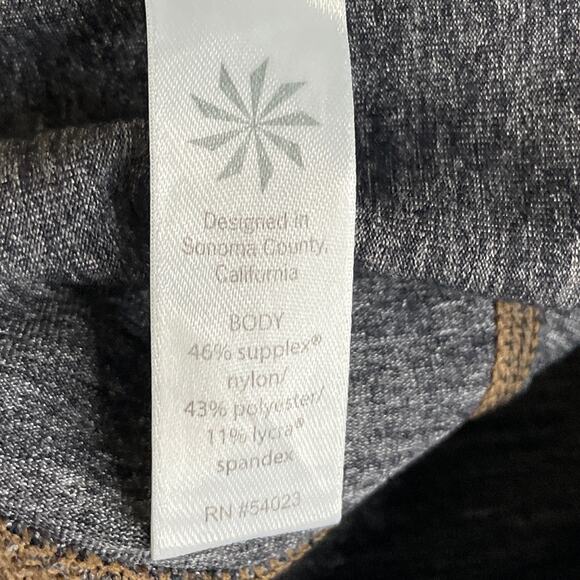 Designed in
Sonoma County,
California
BODY
46% supplex®
nylon/
43% polyester/
11% lycra®
spandex
RN #54023